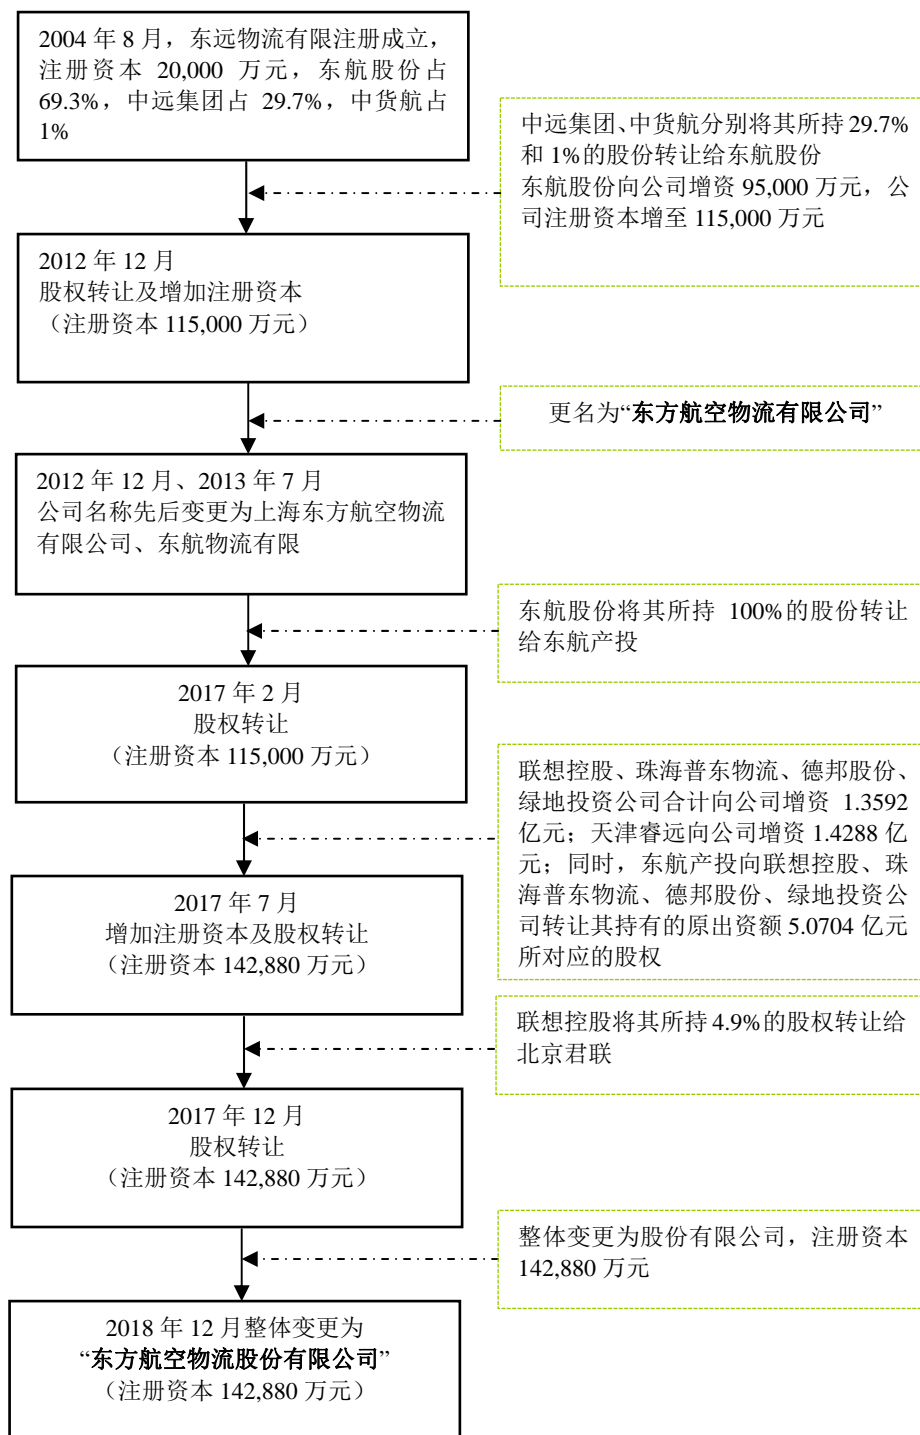 2004 年 8 月，东远物流有限注册成立，
注册资本 20,000 万元，东航股份占
69.3%，中远集团占 29.7%，中货航占
1%
中远集团、中货航分别将其所持 29.7%
和 1%的股份转让给东航股份
东航股份向公司增资 95,000 万元，公
司注册资本增至 115,000 万元
2012 年 12 月
股权转让及增加注册资本
（注册资本 115,000 万元）
更名为“东方航空物流有限公司”
2012 年 12 月、2013 年 7 月
公司名称先后变更为上海东方航空物流
有限公司、东航物流有限
东航股份将其所持 100%的股份转让
给东航产投
2017 年 2 月
股权转让
（注册资本 115,000 万元）
联想控股、珠海普东物流、德邦股份、
绿地投资公司合计向公司增资 1.3592
亿元；天津睿远向公司增资 1.4288 亿
元；同时，东航产投向联想控股、珠
海普东物流、德邦股份、绿地投资公
司转让其持有的原出资额 5.0704 亿元
所对应的股权
2017 年 7 月
增加注册资本及股权转让
（注册资本 142,880 万元）
联想控股将其所持 4.9%的股权转让给
北京君联
2017 年 12 月
股权转让
（注册资本 142,880 万元）
整体变更为股份有限公司，注册资本
142,880 万元
2018 年 12 月整体变更为
“东方航空物流股份有限公司”
（注册资本 142,880 万元）